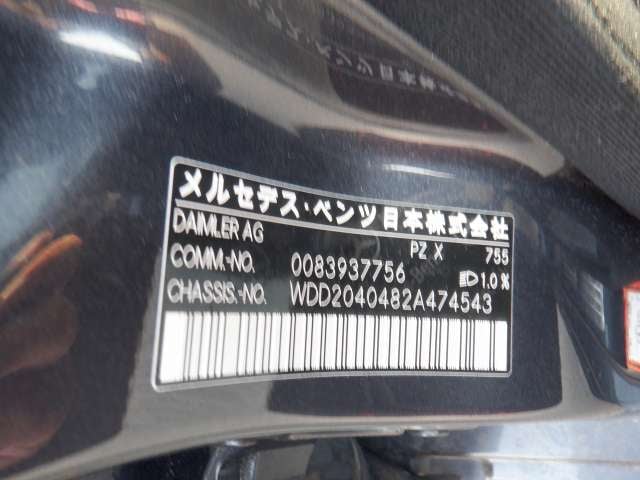 メルセデス・ベンツ日本株式会社
DAIMLER AG PZ X 755
COMM.-NO. 0083937756 1.0%
CHASSIS.-NO. WDD2040482A474543